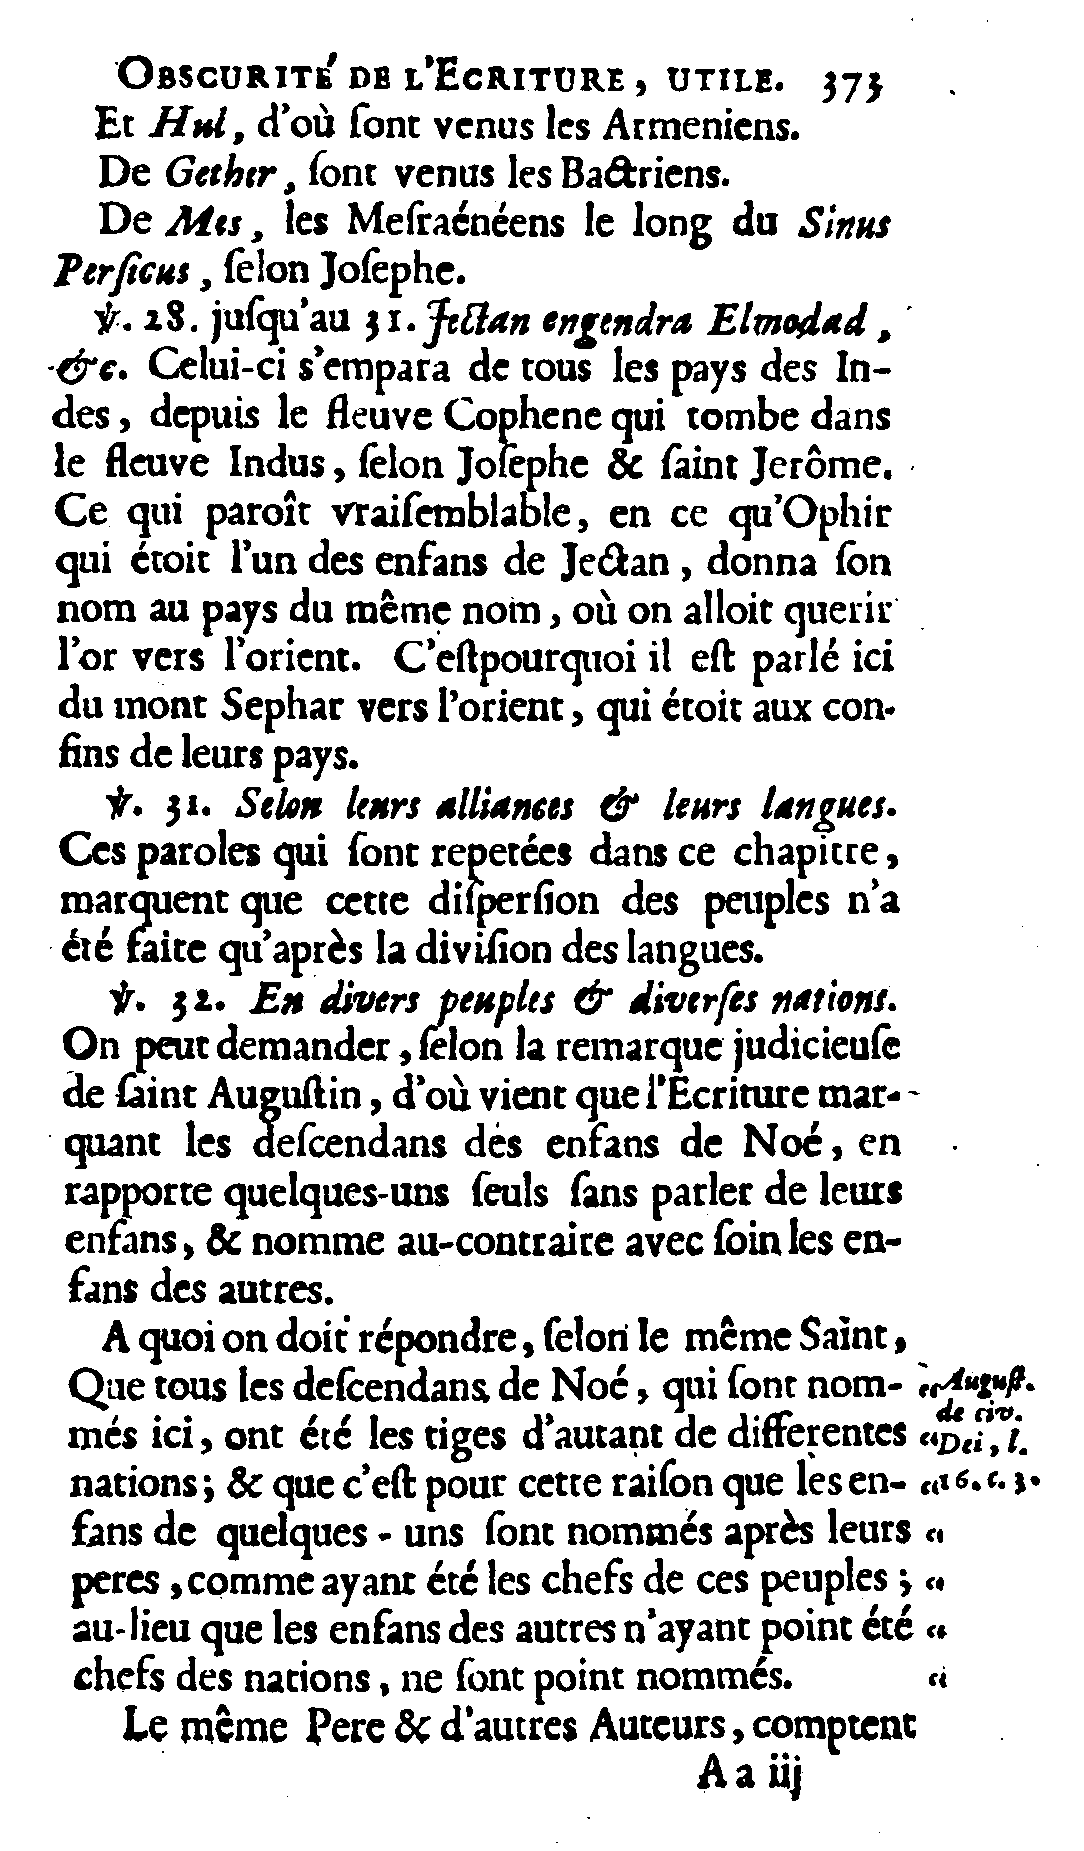 OBSCURITÉ DE L'ECRITURE, UTILE. 373
Et Hul, d'où ſont venus les Armeniens.
De Gether, ſont venus les Bactriens.
De Mes, les Meſraénéens le long du Sinus
Perſicus, ſelon Joſephe.
℣. 28. juſqu'au 31. Jectan engendra Elmodad,
&c. Celui-ci s'empara de tous les pays des In-
des, depuis le fleuve Cophene qui tombe dans
le fleuve Indus, ſelon Joſephe & ſaint Jerôme.
Ce qui paroît vraiſemblable, en ce qu'Ophir
qui étoit l'un des enfans de Jectan, donna ſon
nom au pays du même nom, où on alloit querir
l'or vers l'orient. C'eſtpourquoi il eſt parlé ici
du mont Sephar vers l'orient, qui étoit aux con-
fins de leurs pays.
℣. 31. Selon leurs alliances & leurs langues.
Ces paroles qui ſont repetées dans ce chapitre,
marquent que cette diſperſion des peuples n'a
été faite qu'après la diviſion des langues.
℣. 32. En divers peuples & diverſes nations.
On peut demander, ſelon la remarque judicieuſe
de ſaint Auguſtin, d'où vient que l'Ecriture mar-
quant les deſcendans des enfans de Noé, en
rapporte quelques-uns ſeuls ſans parler de leurs
enfans, & nomme au-contraire avec ſoin les en-
fans des autres.
A quoi on doit répondre, ſelon le même Saint,
Que tous les deſcendans de Noé, qui ſont nom- “ Auguſt.
de civ.
més ici, ont été les tiges d'autant de differentes “ Dei, l.
nations; & que c'eſt pour cette raiſon que les en- “ 16. c. 3.
fans de quelques-uns ſont nommés après leurs “
peres, comme ayant été les chefs de ces peuples; “
au-lieu que les enfans des autres n'ayant point été “
chefs des nations, ne ſont point nommés. “
Le même Pere & d'autres Auteurs, comptent
A a iij